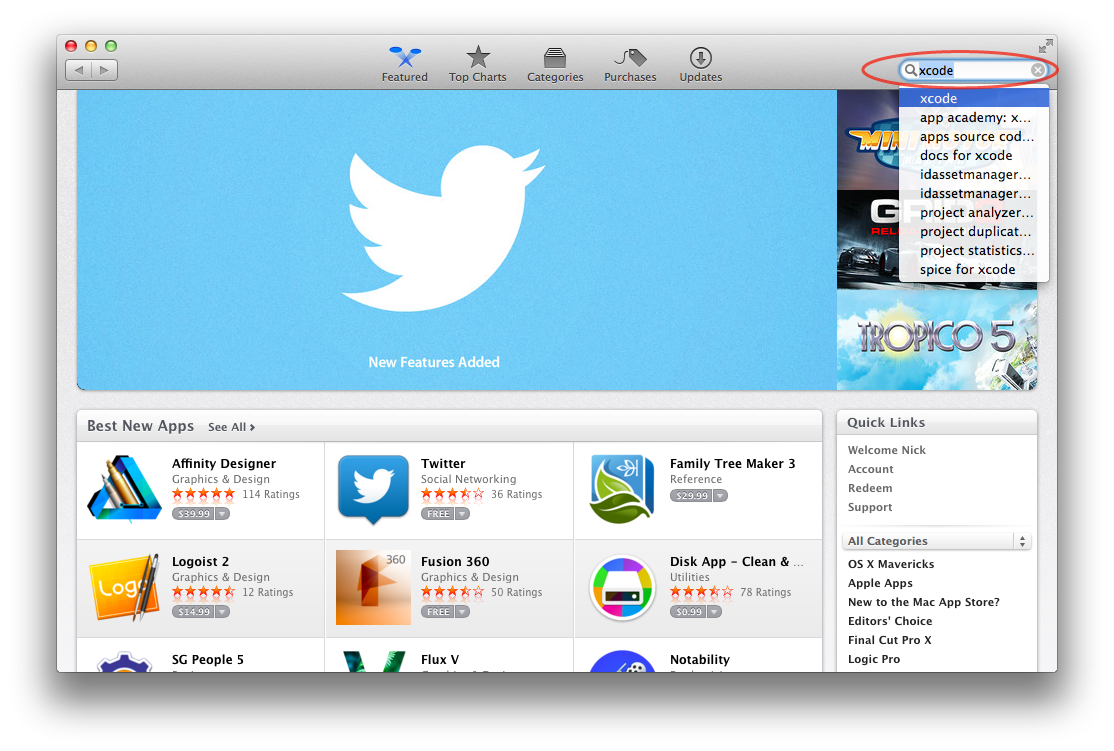 Featured
Top Charts
Categories
Purchases
Updates
xcode
xcode
app academy: x...
apps source cod...
docs for xcode
idassetmanager...
idassetmanager...
project analyzer...
project duplicat...
project statistics...
spice for xcode
MINI
GRID
TROPICO 5
New Features Added
Best New Apps See All ›
Affinity Designer
Graphics & Design
114 Ratings
$39.99
Twitter
Social Networking
36 Ratings
FREE
Family Tree Maker 3
Reference
$29.99
Logoist 2
Graphics & Design
12 Ratings
$14.99
360
Fusion 360
Graphics & Design
50 Ratings
FREE
Disk App – Clean & ...
Utilities
78 Ratings
$0.99
SG People 5
Flux V
Notability
Quick Links
Welcome Nick
Account
Redeem
Support
All Categories
OS X Mavericks
Apple Apps
New to the Mac App Store?
Editors' Choice
Final Cut Pro X
Logic Pro